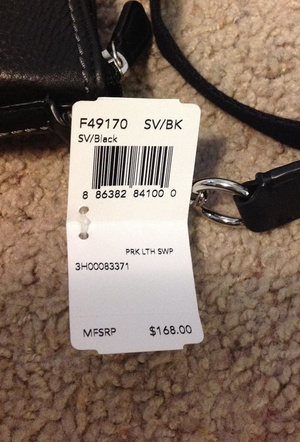 F49170 SV/BK
SV/Black
8 86382 84100 0
PRK LTH SWP
3H00083371
MFSRP $168.00